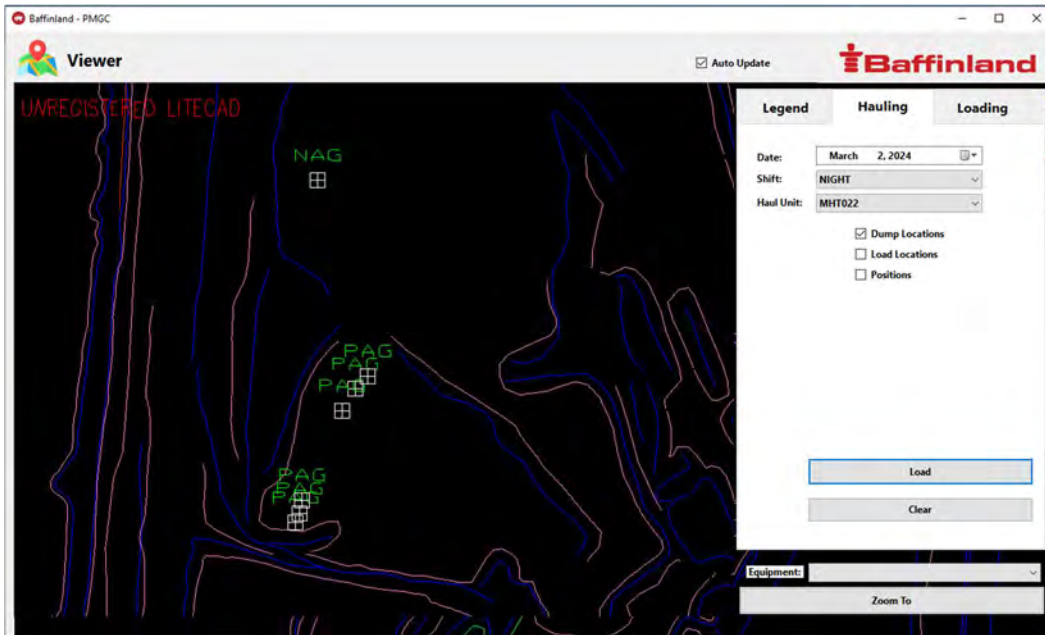 Baffinland - PMGC
Viewer
Auto Update
Baffinland
UNREGISTERED LITECAD
NAG
PAG
PAG
PAG
PAG
PAG
PAG
Legend
Hauling
Loading
Date:
March 2, 2024
Shift:
NIGHT
Haul Unit:
MHT022
Dump Locations
Load Locations
Positions
Load
Clear
Equipment:
Zoom To